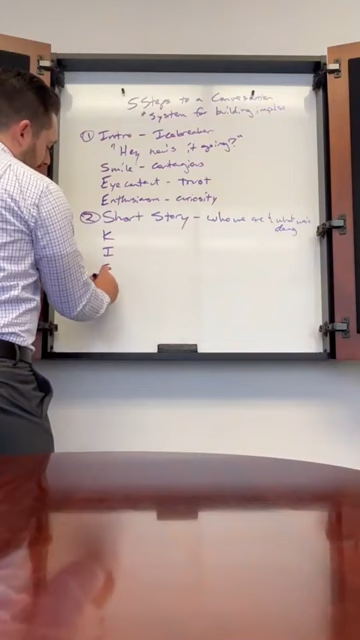 5 Steps to a Conversation
* System for building impulse
① Intro - Icebreaker
"Hey how's it going?"
Smile - contagious
Eye contact - trust
Enthusiasm - curiosity
② Short Story - who we are & what we're
doing
K
I